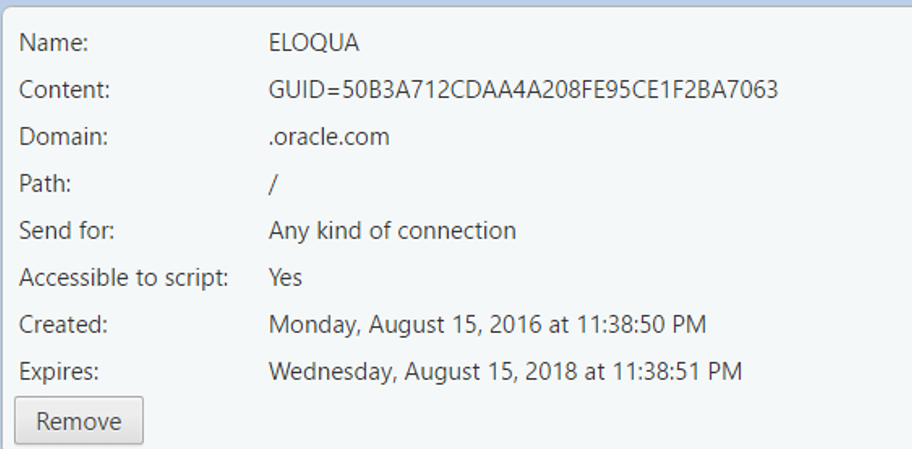 Name: ELOQUA
Content: GUID=50B3A712CDAA4A208FE95CE1F2BA7063
Domain: .oracle.com
Path: /
Send for: Any kind of connection
Accessible to script: Yes
Created: Monday, August 15, 2016 at 11:38:50 PM
Expires: Wednesday, August 15, 2018 at 11:38:51 PM
Remove